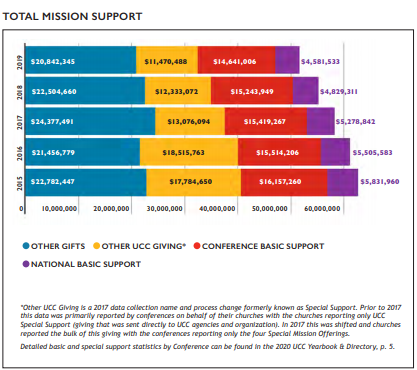 TOTAL MISSION SUPPORT
2019 $20,842,345 $11,470,488 $14,641,006 $4,581,533
2018 $22,504,660 $12,333,072 $15,243,949 $4,829,311
2017 $24,377,491 $13,076,094 $15,419,267 $5,278,842
2016 $21,456,779 $18,515,763 $15,514,206 $5,505,583
2015 $22,782,447 $17,784,650 $16,157,260 $5,831,960
0 10,000,000 20,000,000 30,000,000 40,000,000 50,000,000 60,000,000
OTHER GIFTS OTHER UCC GIVING* CONFERENCE BASIC SUPPORT
NATIONAL BASIC SUPPORT
*Other UCC Giving is a 2017 data collection name and process change formerly known as Special Support. Prior to 2017
this data was primarily reported by conferences on behalf of their churches with the churches reporting only UCC
Special Support (giving that was sent directly to UCC agencies and organization). In 2017 this was shifted and churches
reported the bulk of this giving with the conferences reporting only the four Special Mission Offerings.
Detailed basic and special support statistics by Conference can be found in the 2020 UCC Yearbook & Directory, p. 5.